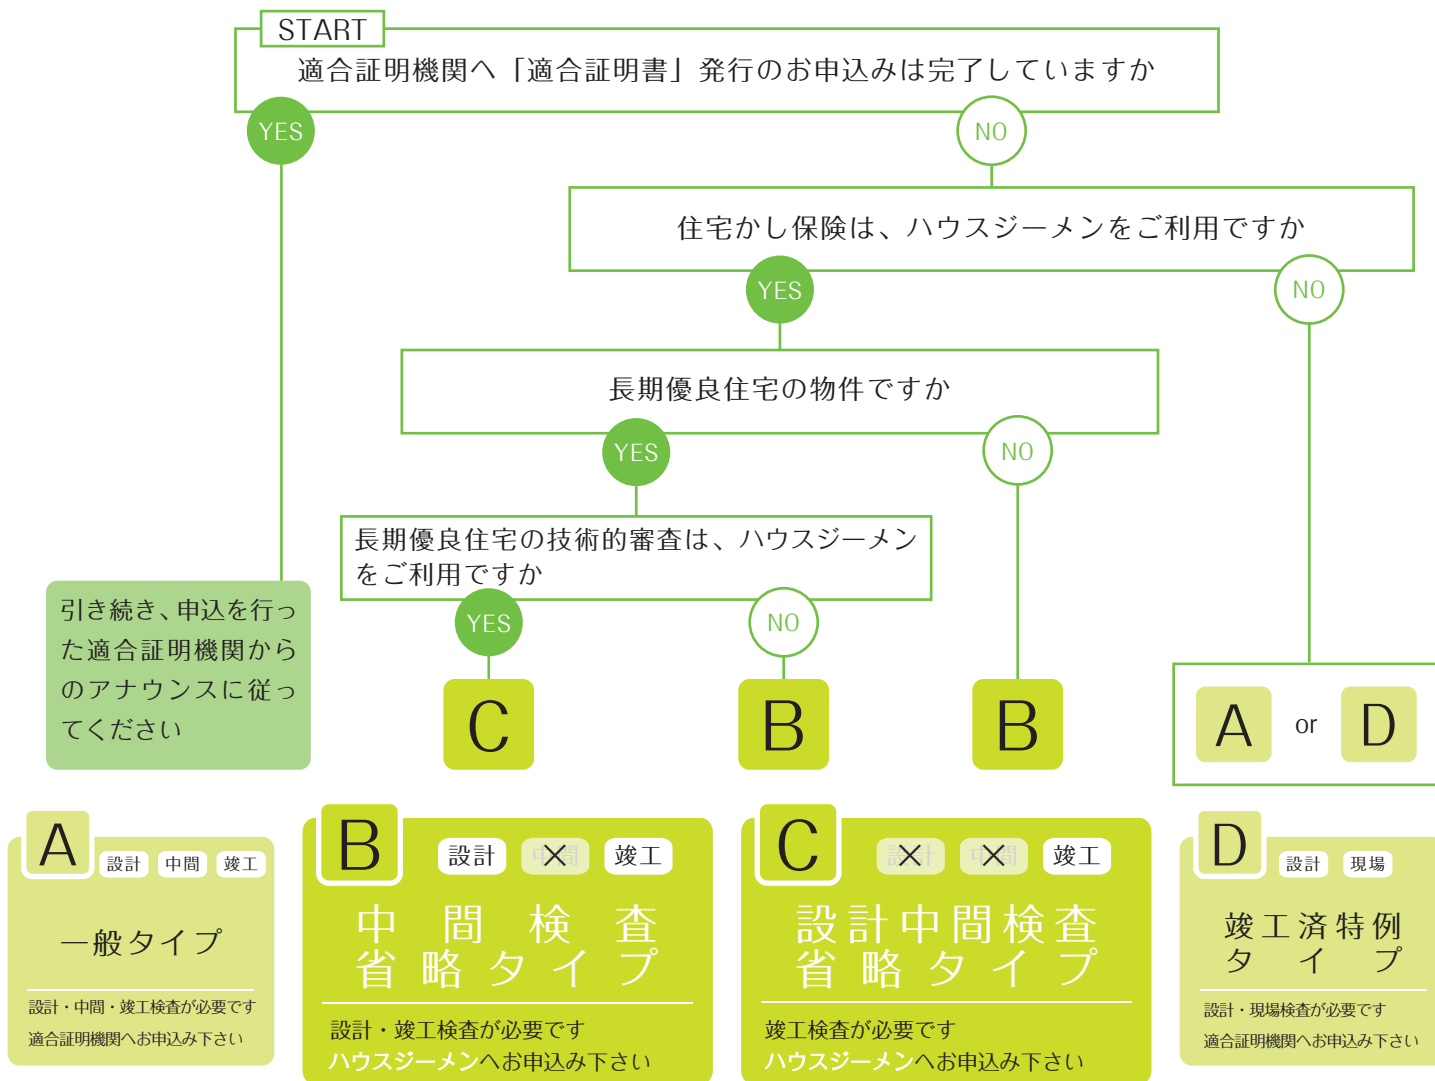 START
適合証明機関へ「適合証明書」発行のお申込みは完了していますか
YES
NO
住宅かし保険は、ハウスジーメンをご利用ですか
YES
NO
長期優良住宅の物件ですか
YES
NO
長期優良住宅の技術的審査は、ハウスジーメン
をご利用ですか
YES
NO
引き続き、申込を行っ
た適合証明機関から
のアナウンスに従っ
てください
C
B
B
A or D
A
設計 中間 竣工
一般タイプ
設計・中間・竣工検査が必要です
適合証明機関へお申込み下さい
B
設計 中間 竣工
中間検査
省略タイプ
設計・竣工検査が必要です
ハウスジーメンへお申込み下さい
C
設計 中間 竣工
設計中間検査
省略タイプ
竣工検査が必要です
ハウスジーメンへお申込み下さい
D
設計 現場
竣工済特例
タイプ
設計・現場検査が必要です
適合証明機関へお申込み下さい